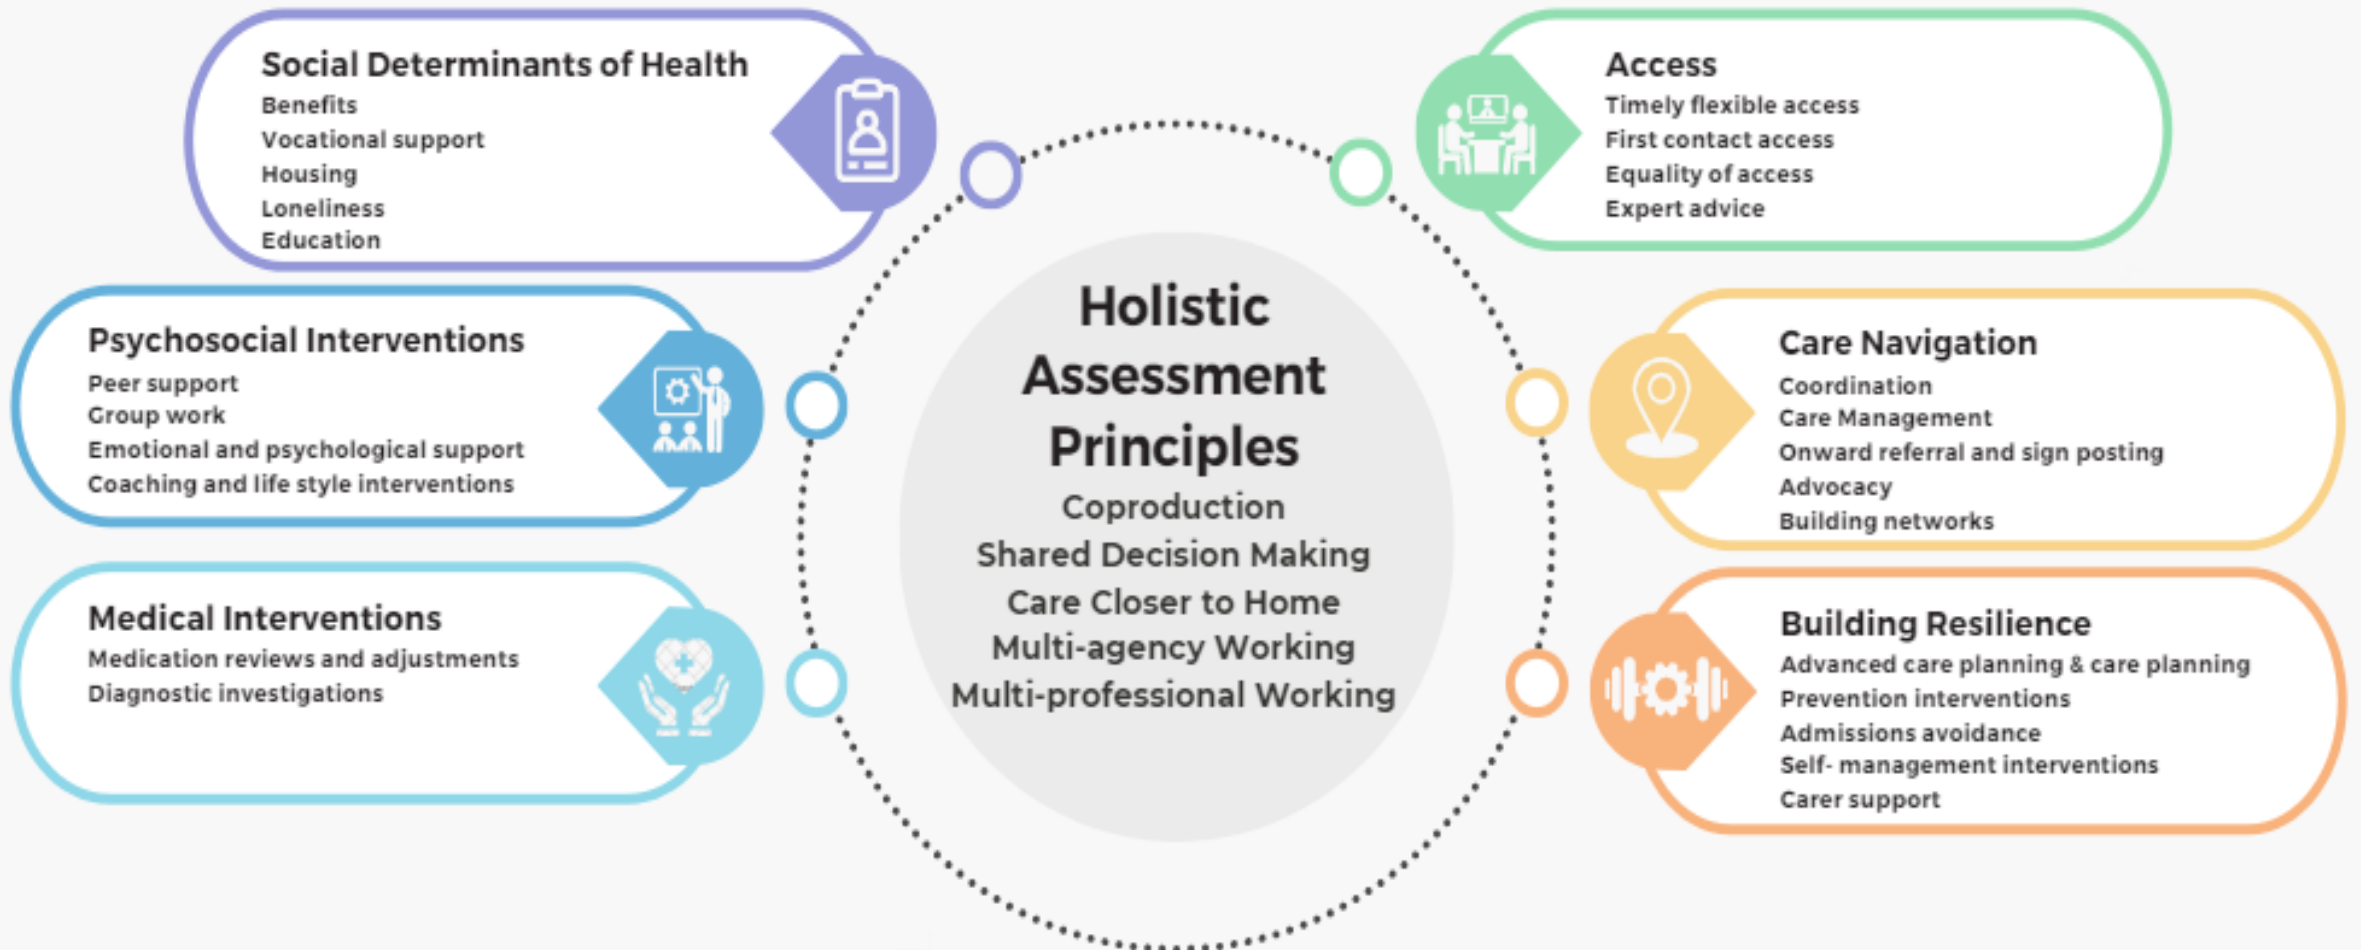 Social Determinants of Health
Benefits
Vocational support
Housing
Loneliness
Education
Psychosocial Interventions
Peer support
Group work
Emotional and psychological support
Coaching and life style interventions
Medical Interventions
Medication reviews and adjustments
Diagnostic investigations
Holistic
Assessment
Principles
Coproduction
Shared Decision Making
Care Closer to Home
Multi-agency Working
Multi-professional Working
Access
Timely flexible access
First contact access
Equality of access
Expert advice
Care Navigation
Coordination
Care Management
Onward referral and sign posting
Advocacy
Building networks
Building Resilience
Advanced care planning & care planning
Prevention interventions
Admissions avoidance
Self- management interventions
Carer support